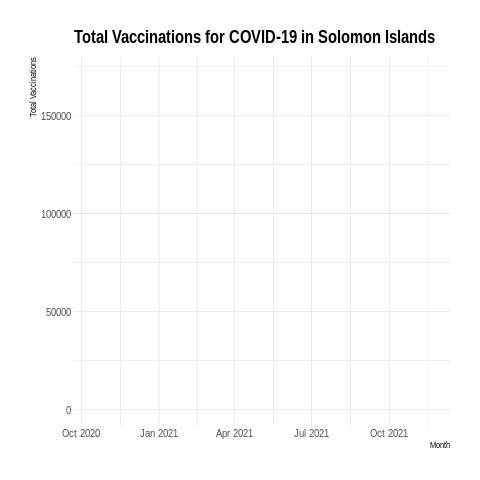 Total Vaccinations for COVID-19 in Solomon Islands
Total Vaccinations
150000
100000
50000
0
Oct 2020 Jan 2021 Apr 2021 Jul 2021 Oct 2021
Month